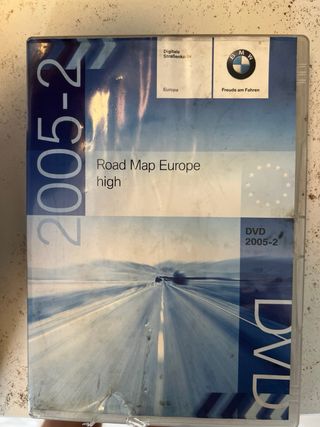 2005-2
Digitale
Straßenkarte
Europa
BMW
Freude am Fahren
Road Map Europe
high
DVD
2005-2
DVD